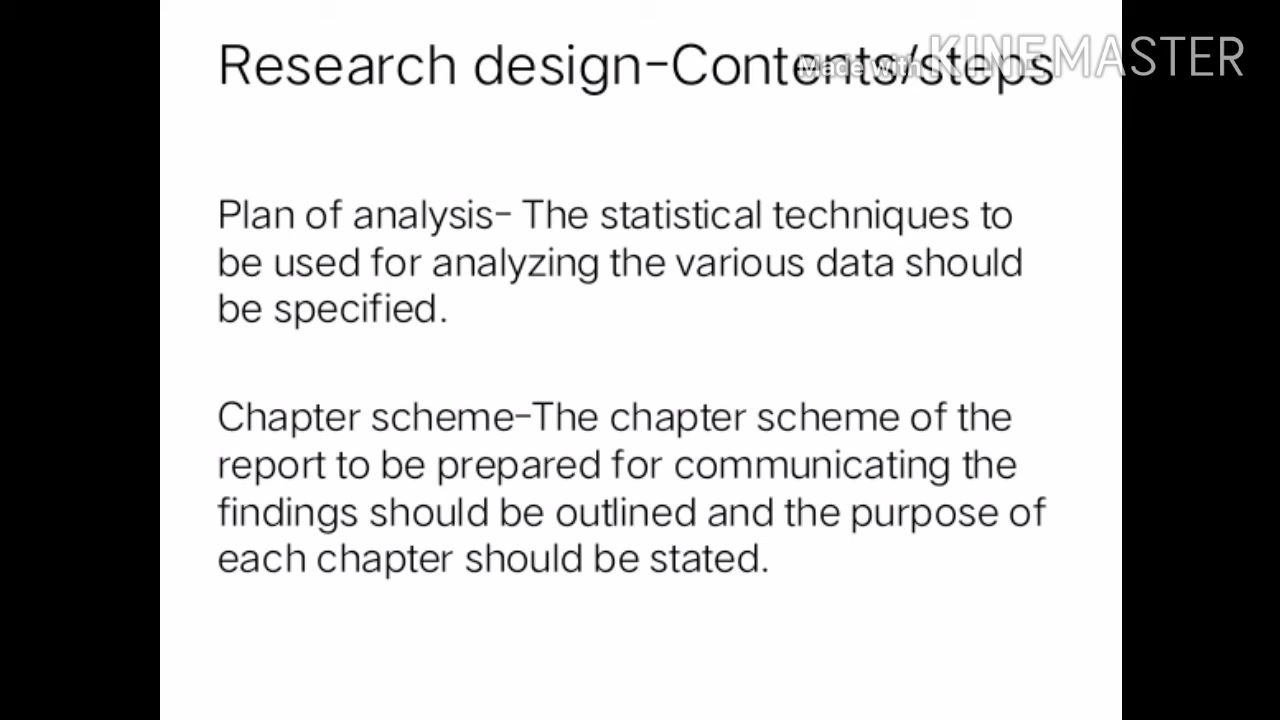 Research design-Contents/steps
Made with KINEMASTER
Plan of analysis- The statistical techniques to
be used for analyzing the various data should
be specified.
Chapter scheme-The chapter scheme of the
report to be prepared for communicating the
findings should be outlined and the purpose of
each chapter should be stated.